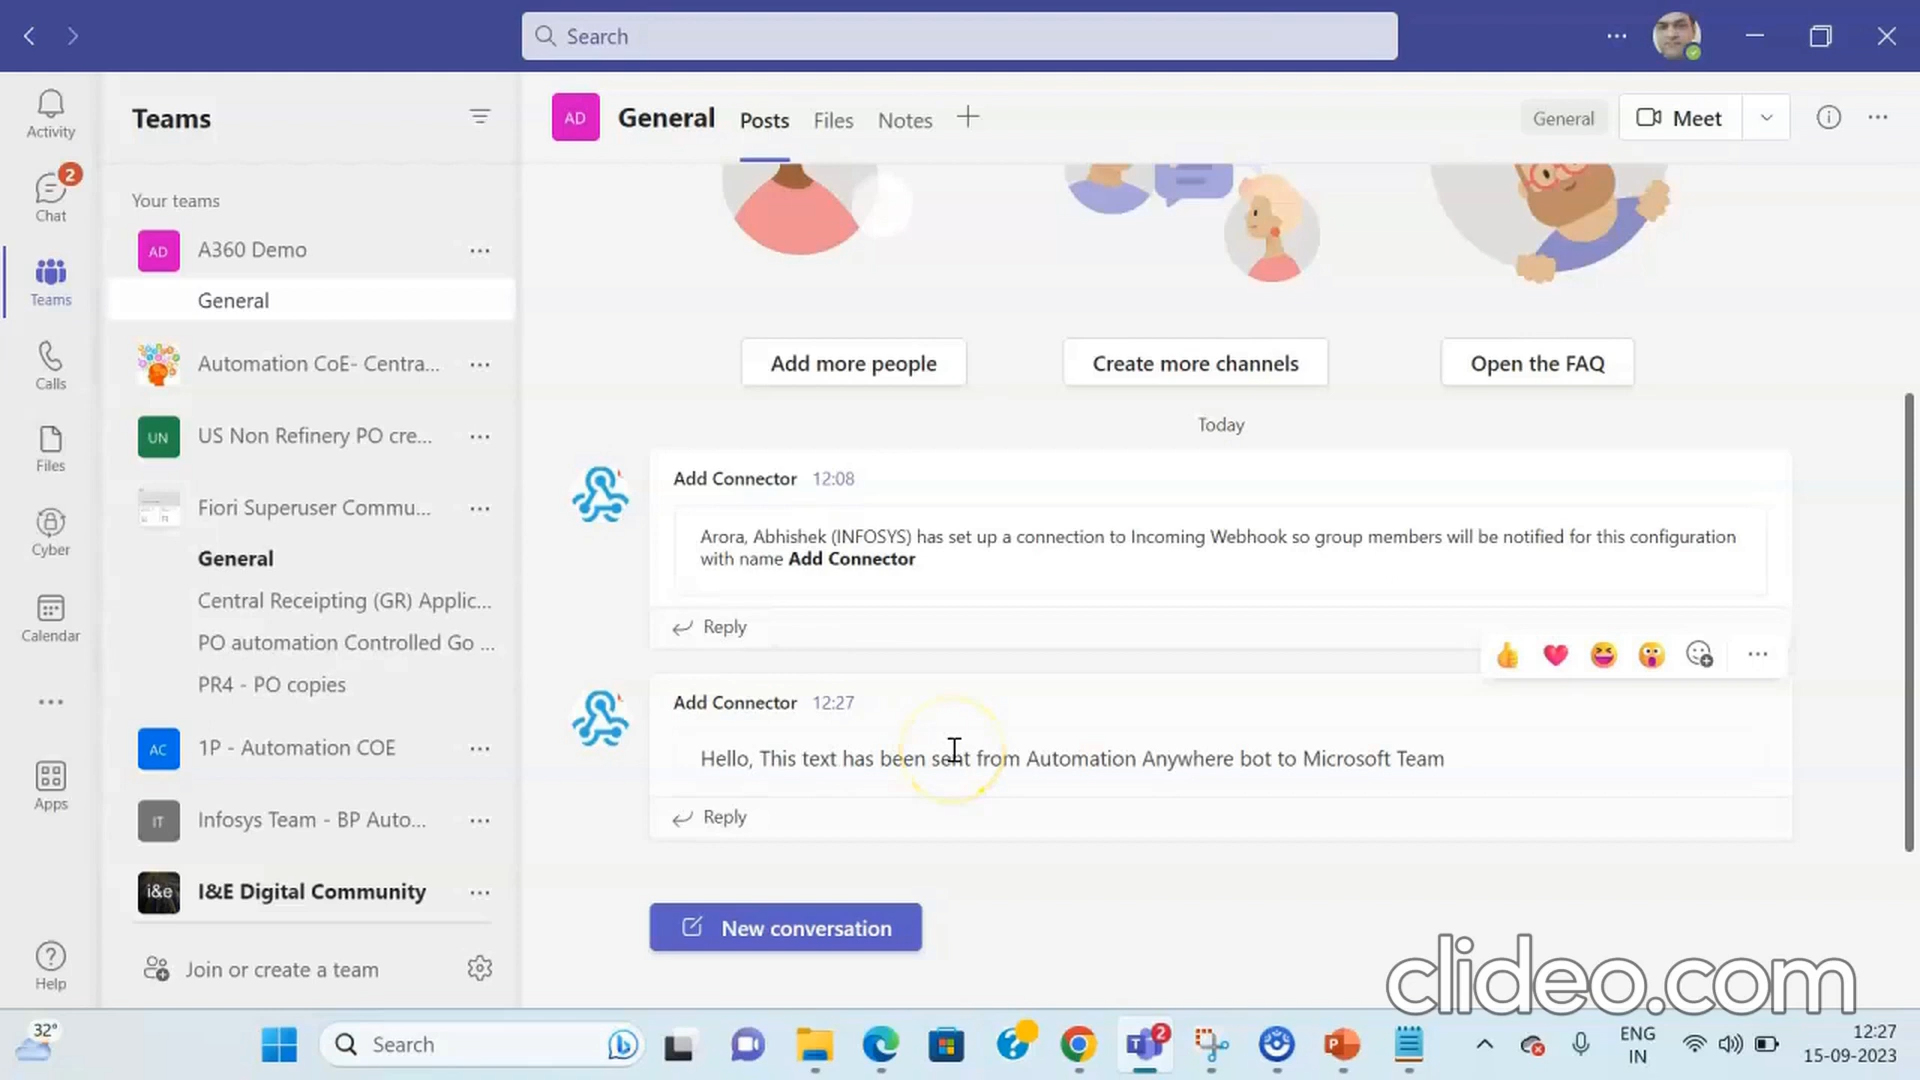 Search
Activity
2
Chat
Teams
Calls
Files
Cyber
Calendar
Apps
Help
Teams
Your teams
AD
A360 Demo
General
Automation CoE- Centra...
UN
US Non Refinery PO cre...
Fiori Superuser Commu...
General
Central Receipting (GR) Applic...
PO automation Controlled Go ...
PR4 - PO copies
AC
1P - Automation COE
IT
Infosys Team - BP Auto...
i&e
I&E Digital Community
Join or create a team
AD
General
Posts
Files
Notes
General
Meet
Add more people
Create more channels
Open the FAQ
Today
Add Connector 12:08
Arora, Abhishek (INFOSYS) has set up a connection to Incoming Webhook so group members will be notified for this configuration
with name Add Connector
Reply
Add Connector 12:27
Hello, This text has been sent from Automation Anywhere bot to Microsoft Team
Reply
New conversation
clideo.com
32°
Search
2
ENG
IN
12:27
15-09-2023